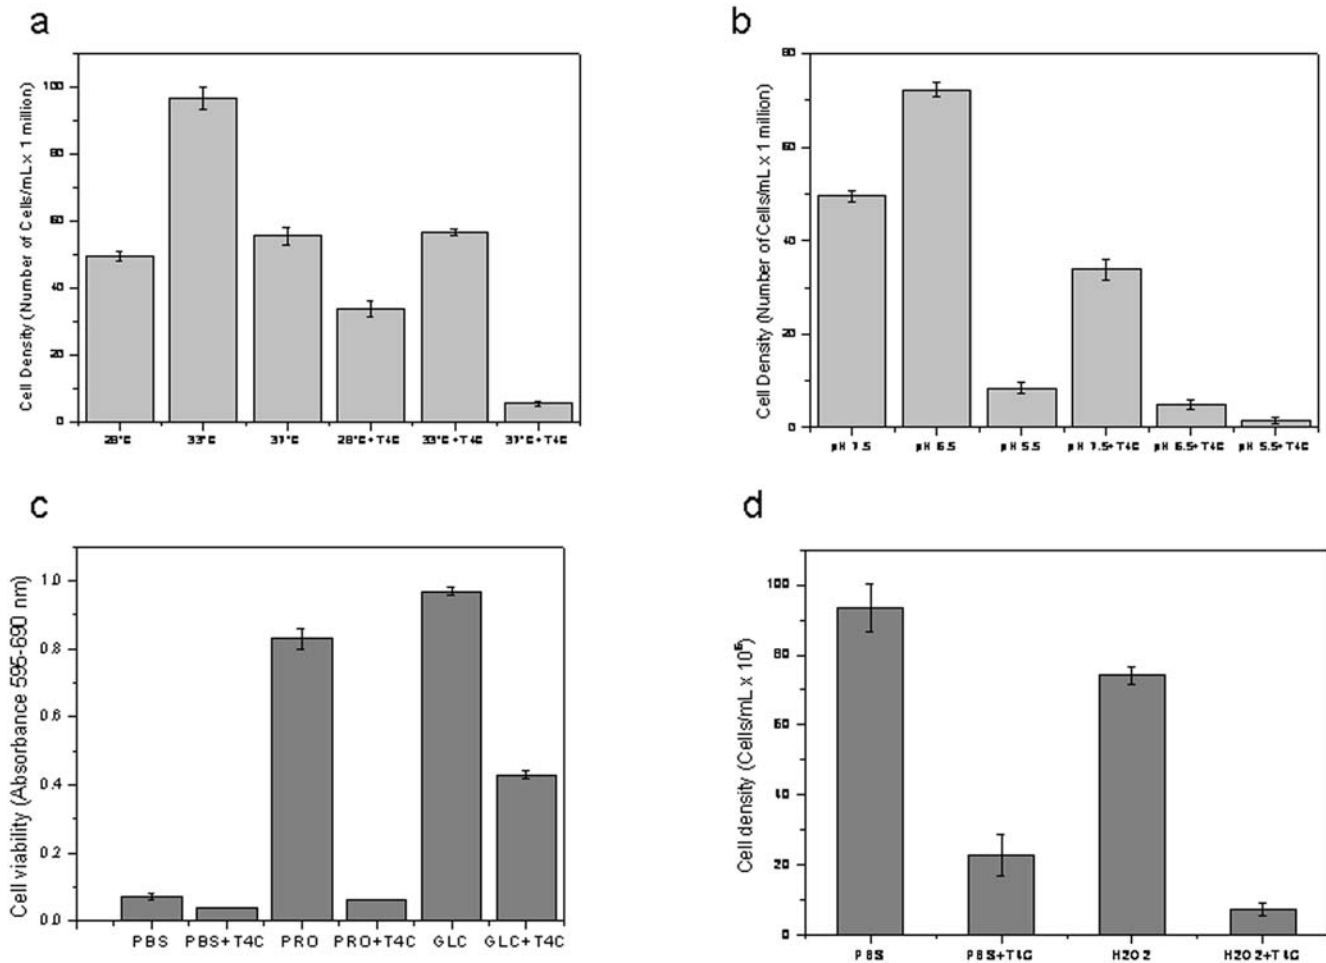 a
Cell Density (Number of Cells/mL x 1 million)
100
80
60
40
20
0
28°C 33°C 37°C 28°C+T4C 33°C+T4C 37°C+T4C
b
Cell Density (Number of Cells/mL x 1 million)
80
60
40
20
0
pH 7.5 pH 6.5 pH 5.5 pH 7.5+T4C pH 6.5+T4C pH 5.5+T4C
c
Cell viability (Absorbance 595-690 nm)
1.0
0.8
0.6
0.4
0.2
0.0
PBS PBS+T4C PRO PRO+T4C GLC GLC+T4C
d
Cell density (Cells/mL x 10⁶)
100
80
60
40
20
0
PBS PBS+T4C H2O2 H2O2+T4C